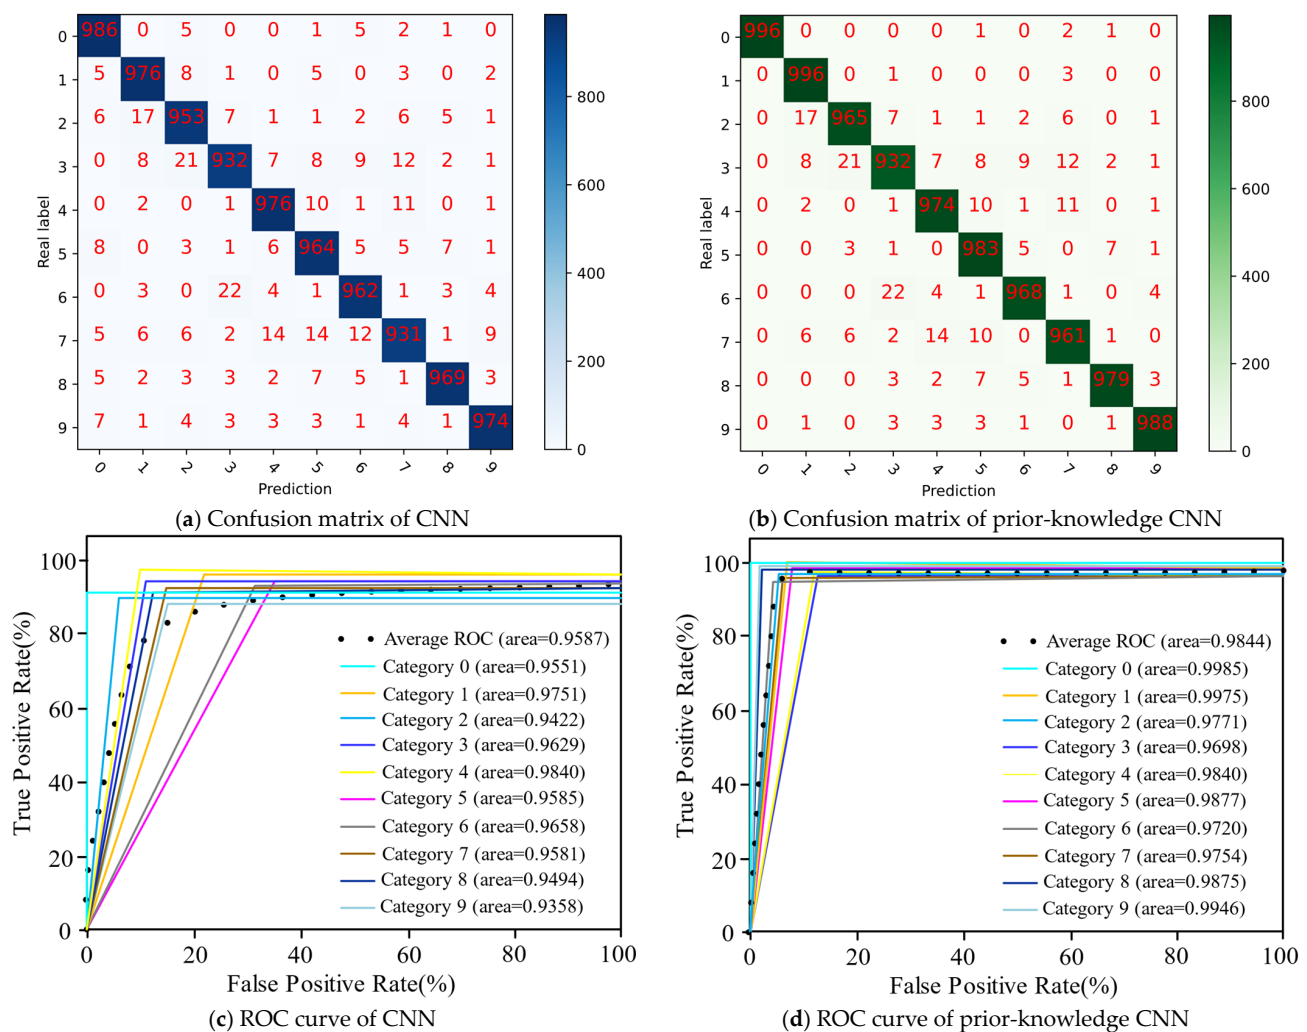 0 986 0 5 0 0 1 5 2 1 0
1 5 976 8 1 0 5 0 3 0 2
2 6 17 953 7 1 1 2 6 5 1
3 0 8 21 932 7 8 9 12 2 1
4 0 2 0 1 976 10 1 11 0 1
5 8 0 3 1 6 964 5 5 7 1
6 0 3 0 22 4 1 962 1 3 4
7 5 6 6 2 14 14 12 931 1 9
8 5 2 3 3 2 7 5 1 969 3
9 7 1 4 3 3 3 1 4 1 974
0 1 2 3 4 5 6 7 8 9
Real label
Prediction
800
600
400
200
0
(a) Confusion matrix of CNN
0 996 0 0 0 0 1 0 2 1 0
1 0 996 0 1 0 0 0 3 0 0
2 0 17 965 7 1 1 2 6 0 1
3 0 8 21 932 7 8 9 12 2 1
4 0 2 0 1 974 10 1 11 0 1
5 0 0 3 1 0 983 5 0 7 1
6 0 0 0 22 4 1 968 1 0 4
7 0 6 6 2 14 10 0 961 1 0
8 0 0 0 3 2 7 5 1 979 3
9 0 1 0 3 3 3 1 0 1 988
0 1 2 3 4 5 6 7 8 9
Real label
Prediction
800
600
400
200
0
(b) Confusion matrix of prior-knowledge CNN
100
80
60
40
20
0
True Positive Rate(%)
Average ROC (area=0.9587)
Category 0 (area=0.9551)
Category 1 (area=0.9751)
Category 2 (area=0.9422)
Category 3 (area=0.9629)
Category 4 (area=0.9840)
Category 5 (area=0.9585)
Category 6 (area=0.9658)
Category 7 (area=0.9581)
Category 8 (area=0.9494)
Category 9 (area=0.9358)
0 20 40 60 80 100
False Positive Rate(%)
(c) ROC curve of CNN
100
80
60
40
20
0
True Positive Rate(%)
Average ROC (area=0.9844)
Category 0 (area=0.9985)
Category 1 (area=0.9975)
Category 2 (area=0.9771)
Category 3 (area=0.9698)
Category 4 (area=0.9840)
Category 5 (area=0.9877)
Category 6 (area=0.9720)
Category 7 (area=0.9754)
Category 8 (area=0.9875)
Category 9 (area=0.9946)
0 20 40 60 80 100
False Positive Rate(%)
(d) ROC curve of prior-knowledge CNN